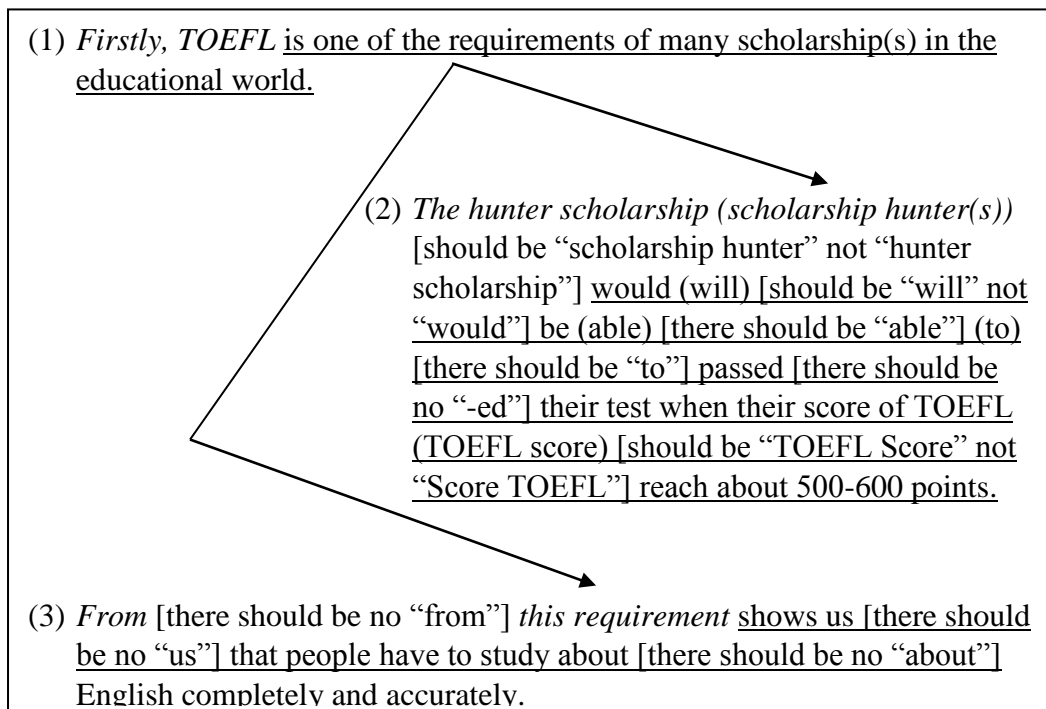 (1) Firstly, TOEFL is one of the requirements of many scholarship(s) in the
educational world.
(2) The hunter scholarship (scholarship hunter(s))
[should be “scholarship hunter” not “hunter
scholarship”] would (will) [should be “will” not
“would”] be (able) [there should be “able”] (to)
[there should be “to”] passed [there should be
no “-ed”] their test when their score of TOEFL
(TOEFL score) [should be “TOEFL Score” not
“Score TOEFL”] reach about 500-600 points.
(3) From [there should be no “from”] this requirement shows us [there should
be no “us”] that people have to study about [there should be no “about”]
English completely and accurately.